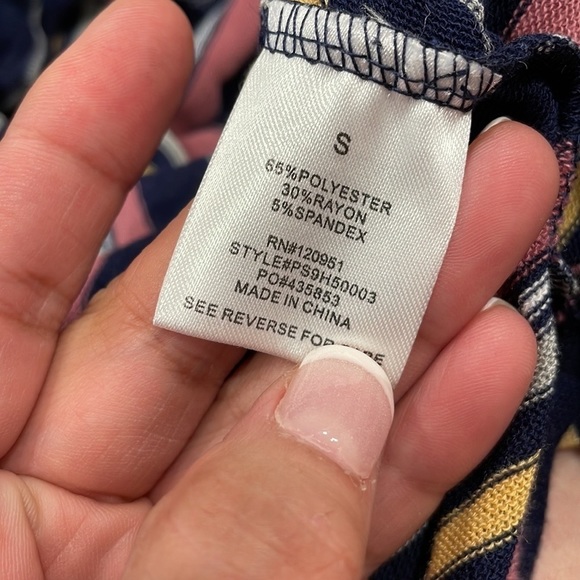 S
65%POLYESTER
30%RAYON
5%SPANDEX
RN#120951
STYLE#PS9H50003
PO#435853
MADE IN CHINA
SEE REVERSE FOR